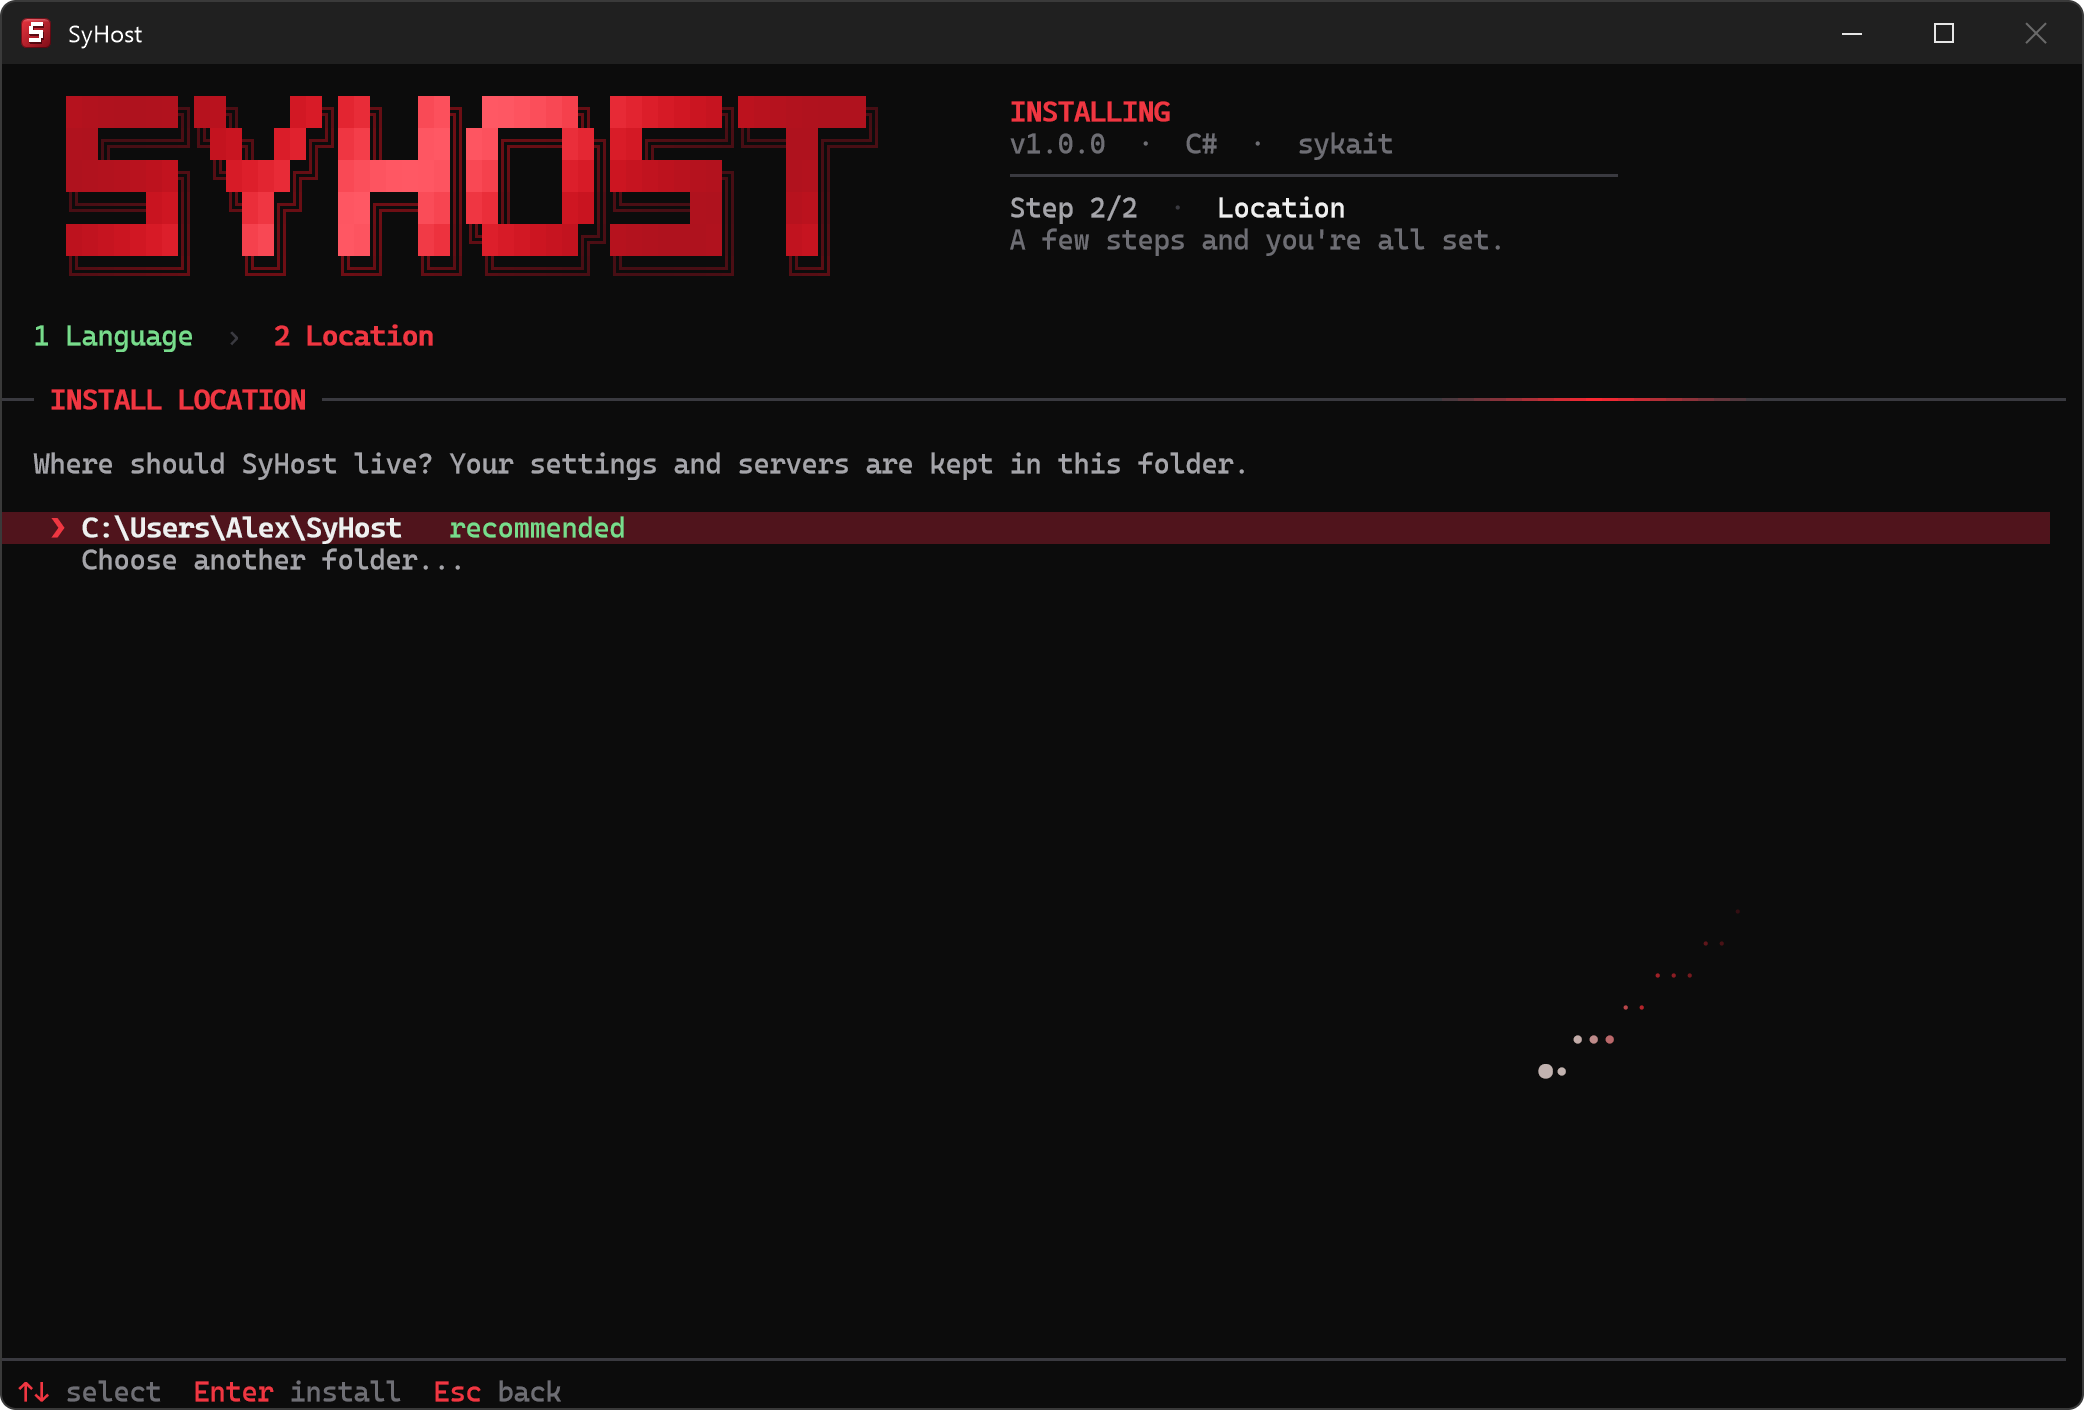 SyHost
SYHOST
INSTALLING
v1.0.0 · C# · sykait
Step 2/2 · Location
A few steps and you're all set.
1 Language › 2 Location
INSTALL LOCATION
Where should SyHost live? Your settings and servers are kept in this folder.
❯ C:\Users\Alex\SyHost recommended
Choose another folder...
↑↓ select Enter install Esc back